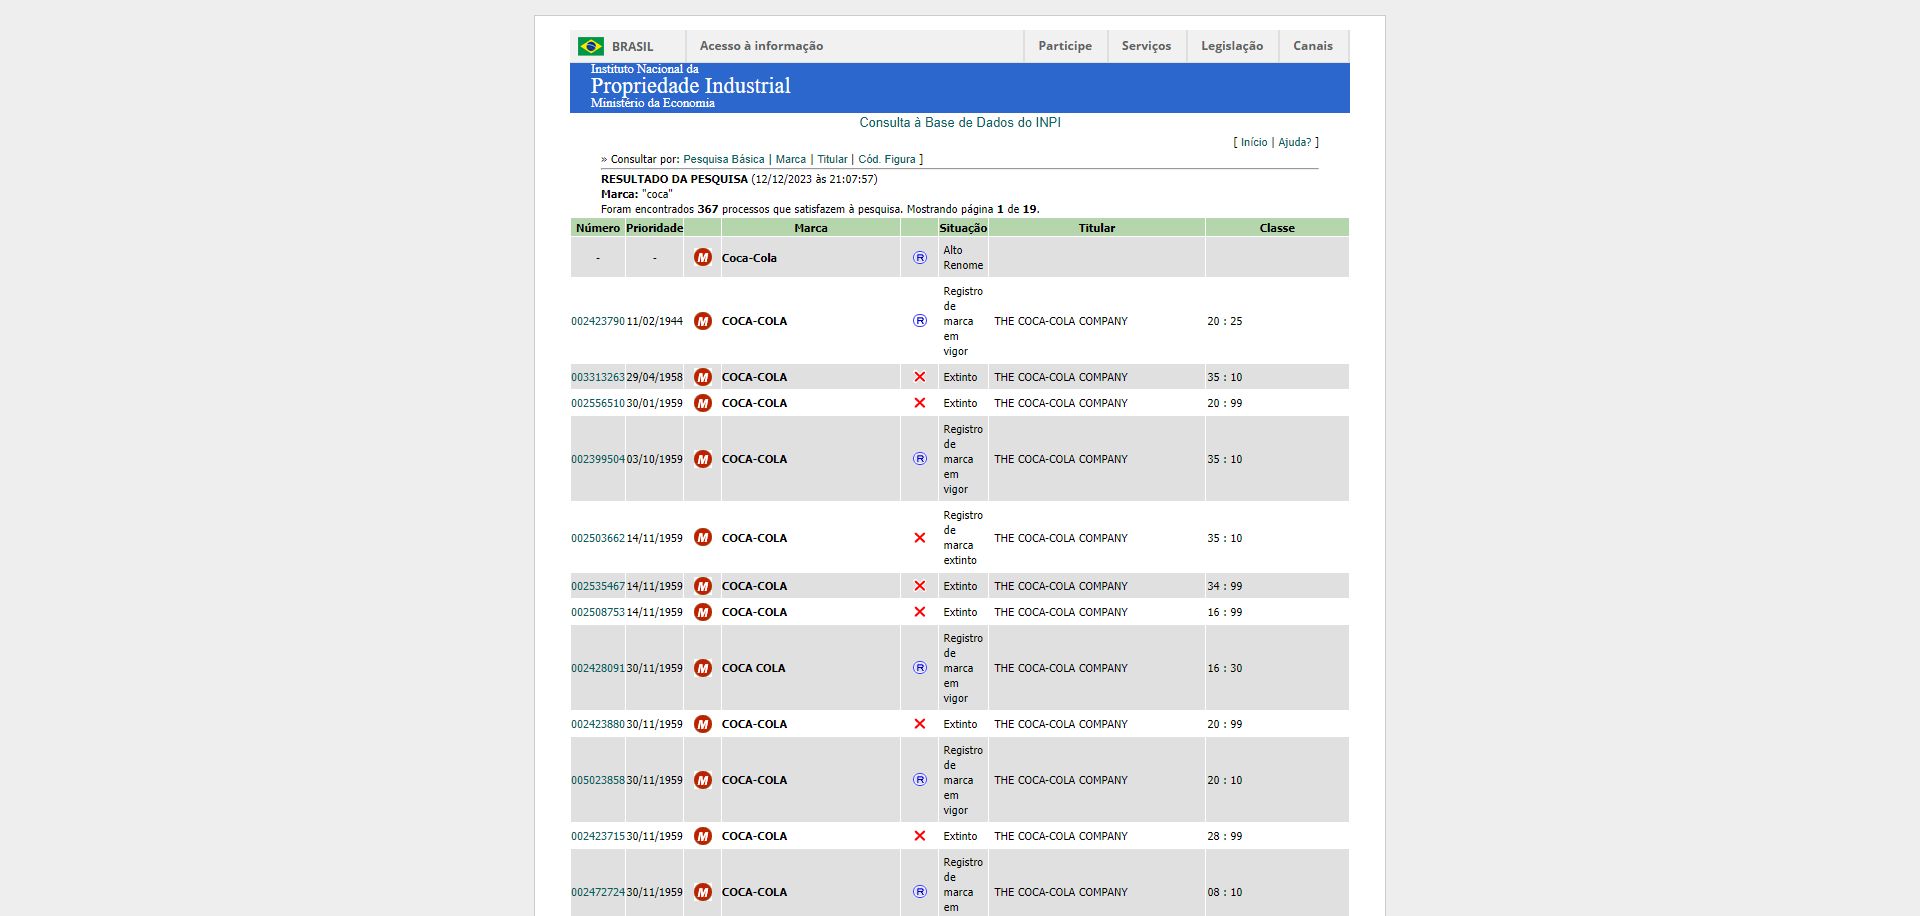 BRASIL Acesso à informação Participe Serviços Legislação Canais
Instituto Nacional da
Propriedade Industrial
Ministério da Economia
Consulta à Base de Dados do INPI
[ Início | Ajuda? ]
» Consultar por: Pesquisa Básica | Marca | Titular | Cód. Figura ]
RESULTADO DA PESQUISA (12/12/2023 às 21:07:57)
Marca: "coca"
Foram encontrados 367 processos que satisfazem à pesquisa. Mostrando página 1 de 19.
Número Prioridade Marca Situação Titular Classe
- - M Coca-Cola ® Alto Renome
002423790 11/02/1944 M COCA-COLA ® Registro de marca em vigor THE COCA-COLA COMPANY 20 : 25
003313263 29/04/1958 M COCA-COLA Extinto THE COCA-COLA COMPANY 35 : 10
002556510 30/01/1959 M COCA-COLA Extinto THE COCA-COLA COMPANY 20 : 99
002399504 03/10/1959 M COCA-COLA ® Registro de marca em vigor THE COCA-COLA COMPANY 35 : 10
002503662 14/11/1959 M COCA-COLA Registro de marca extinto THE COCA-COLA COMPANY 35 : 10
002535467 14/11/1959 M COCA-COLA Extinto THE COCA-COLA COMPANY 34 : 99
002508753 14/11/1959 M COCA-COLA Extinto THE COCA-COLA COMPANY 16 : 99
002428091 30/11/1959 M COCA COLA ® Registro de marca em vigor THE COCA-COLA COMPANY 16 : 30
002423880 30/11/1959 M COCA-COLA Extinto THE COCA-COLA COMPANY 20 : 99
005023858 30/11/1959 M COCA-COLA ® Registro de marca em vigor THE COCA-COLA COMPANY 20 : 10
002423715 30/11/1959 M COCA-COLA Extinto THE COCA-COLA COMPANY 28 : 99
002472724 30/11/1959 M COCA-COLA ® Registro de marca em THE COCA-COLA COMPANY 08 : 10